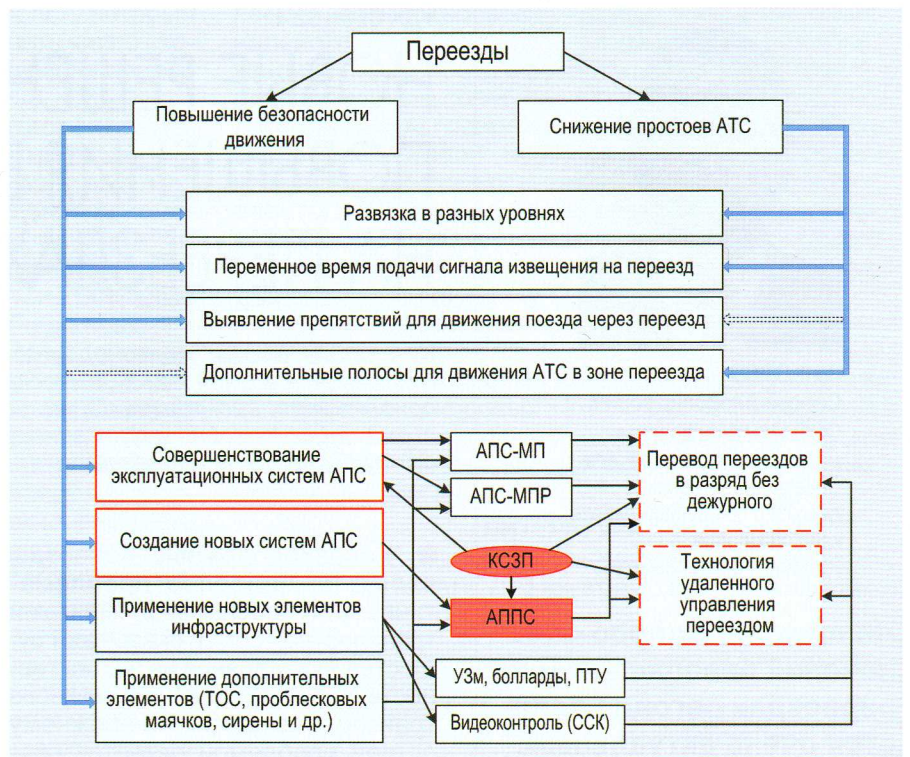 Переезды
Повышение безопасности
движения
Снижение простоев АТС
Развязка в разных уровнях
Переменное время подачи сигнала извещения на переезд
Выявление препятствий для движения поезда через переезд
Дополнительные полосы для движения АТС в зоне переезда
Совершенствование
эксплуатационных систем АПС
АПС-МП
Перевод переездов
в разряд без
дежурного
АПС-МПР
Создание новых систем АПС
КСЗП
Технология
удаленного
управления
переездом
Применение новых элементов
инфраструктуры
АППС
Применение дополнительных
элементов (ТОС, проблесковых
маячков, сирены и др.)
УЗм, болларды, ПТУ
Видеоконтроль (ССК)